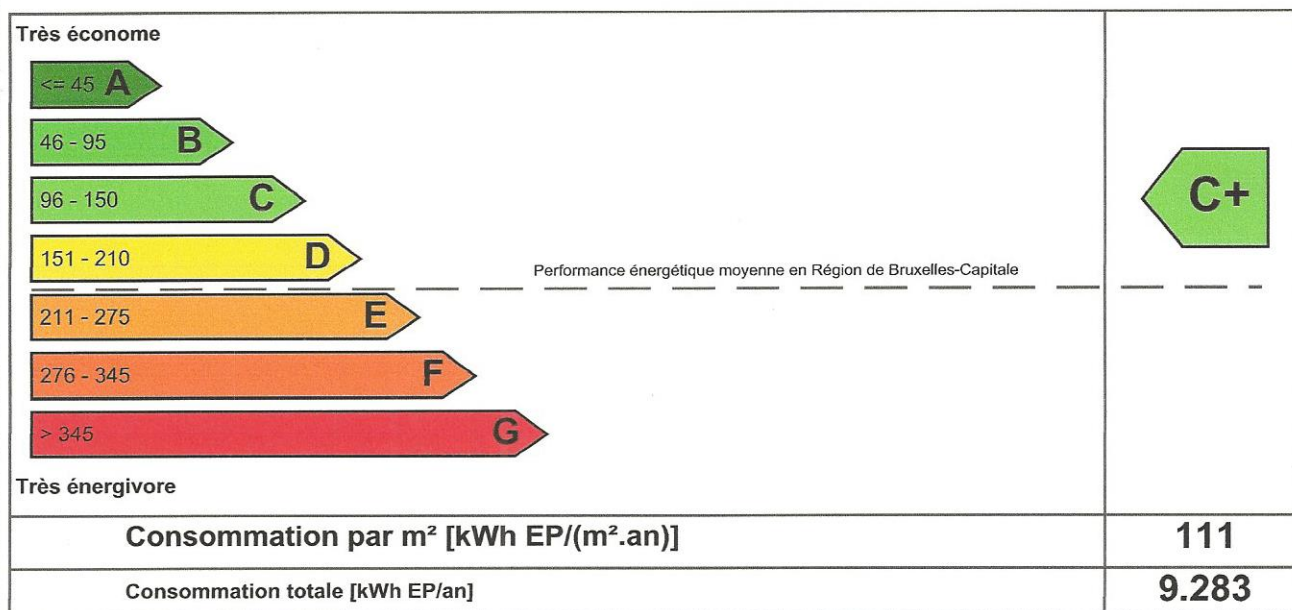 Très économe
<= 45 A
46 - 95 B
96 - 150 C
C+
151 - 210 D
Performance énergétique moyenne en Région de Bruxelles-Capitale
211 - 275 E
276 - 345 F
> 345 G
Très énergivore
Consommation par m² [kWh EP/(m².an)] 111
Consommation totale [kWh EP/an] 9.283